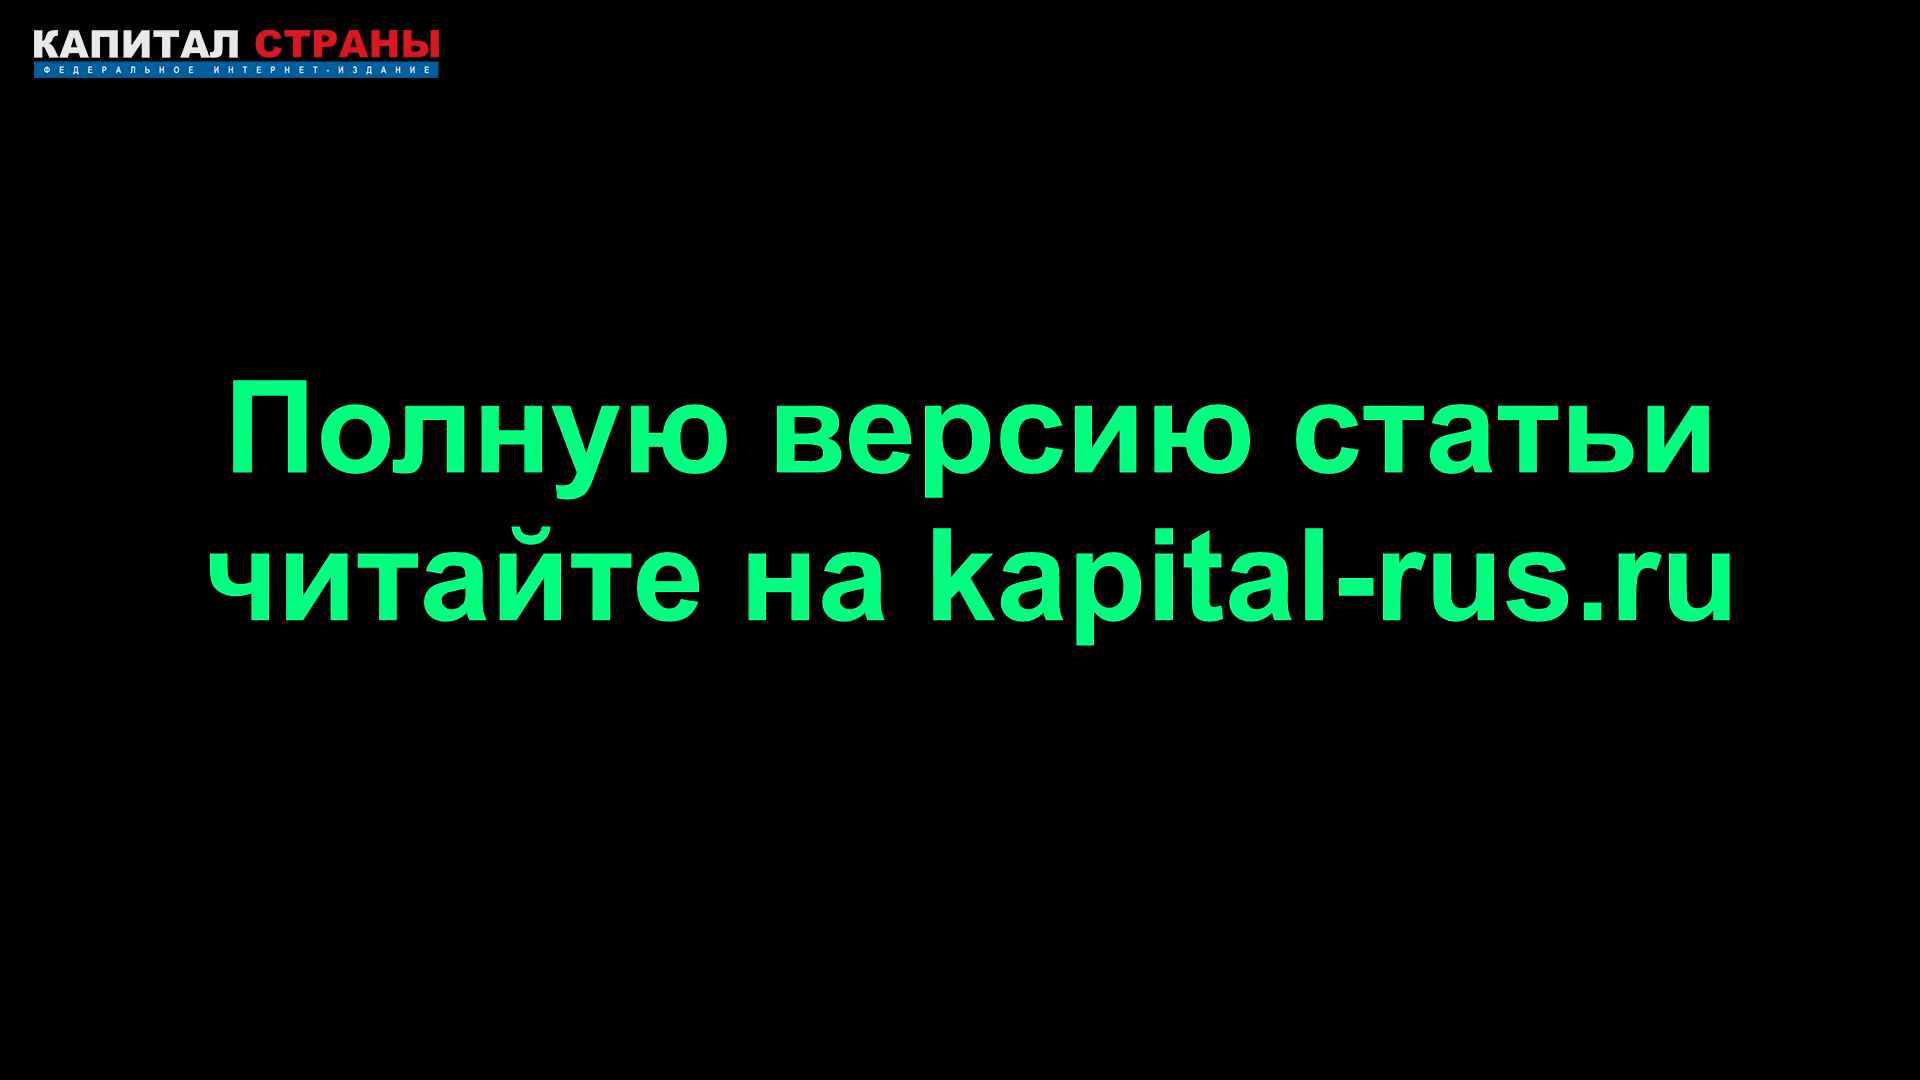 КАПИТАЛ СТРАНЫ
ФЕДЕРАЛЬНОЕ ИНТЕРНЕТ-ИЗДАНИЕ
Полную версию статьи
читайте на kapital-rus.ru